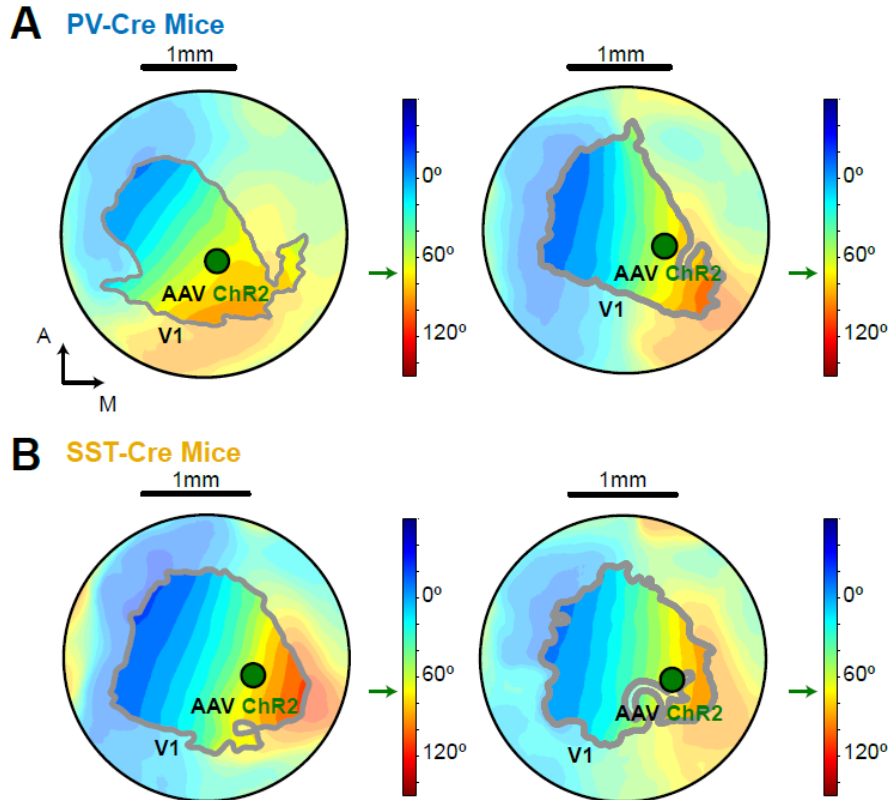 A PV-Cre Mice
1mm
1mm
0º
60º
120º
AAV ChR2
V1
A
M
0º
60º
120º
AAV ChR2
V1
B SST-Cre Mice
1mm
1mm
0º
60º
120º
AAV ChR2
V1
0º
60º
120º
AAV ChR2
V1